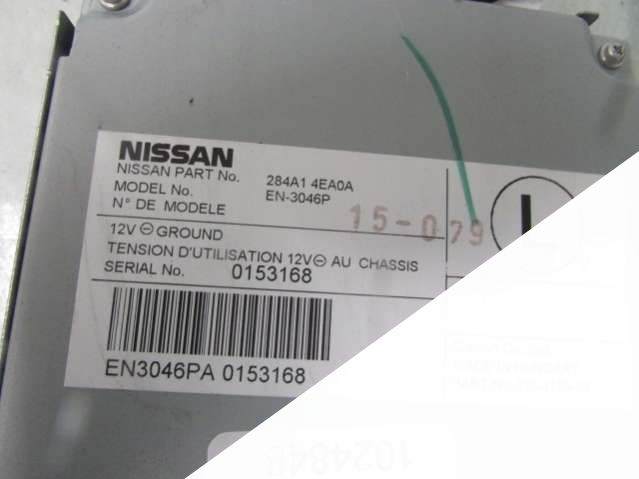 NISSAN
NISSAN PART No. 284A1 4EA0A
MODEL No. EN-3046P
N° DE MODELE
15-079
L
12V ⊖ GROUND
TENSION D'UTILISATION 12V ⊖ AU CHASSIS
SERIAL No. 0153168
EN3046PA 0153168